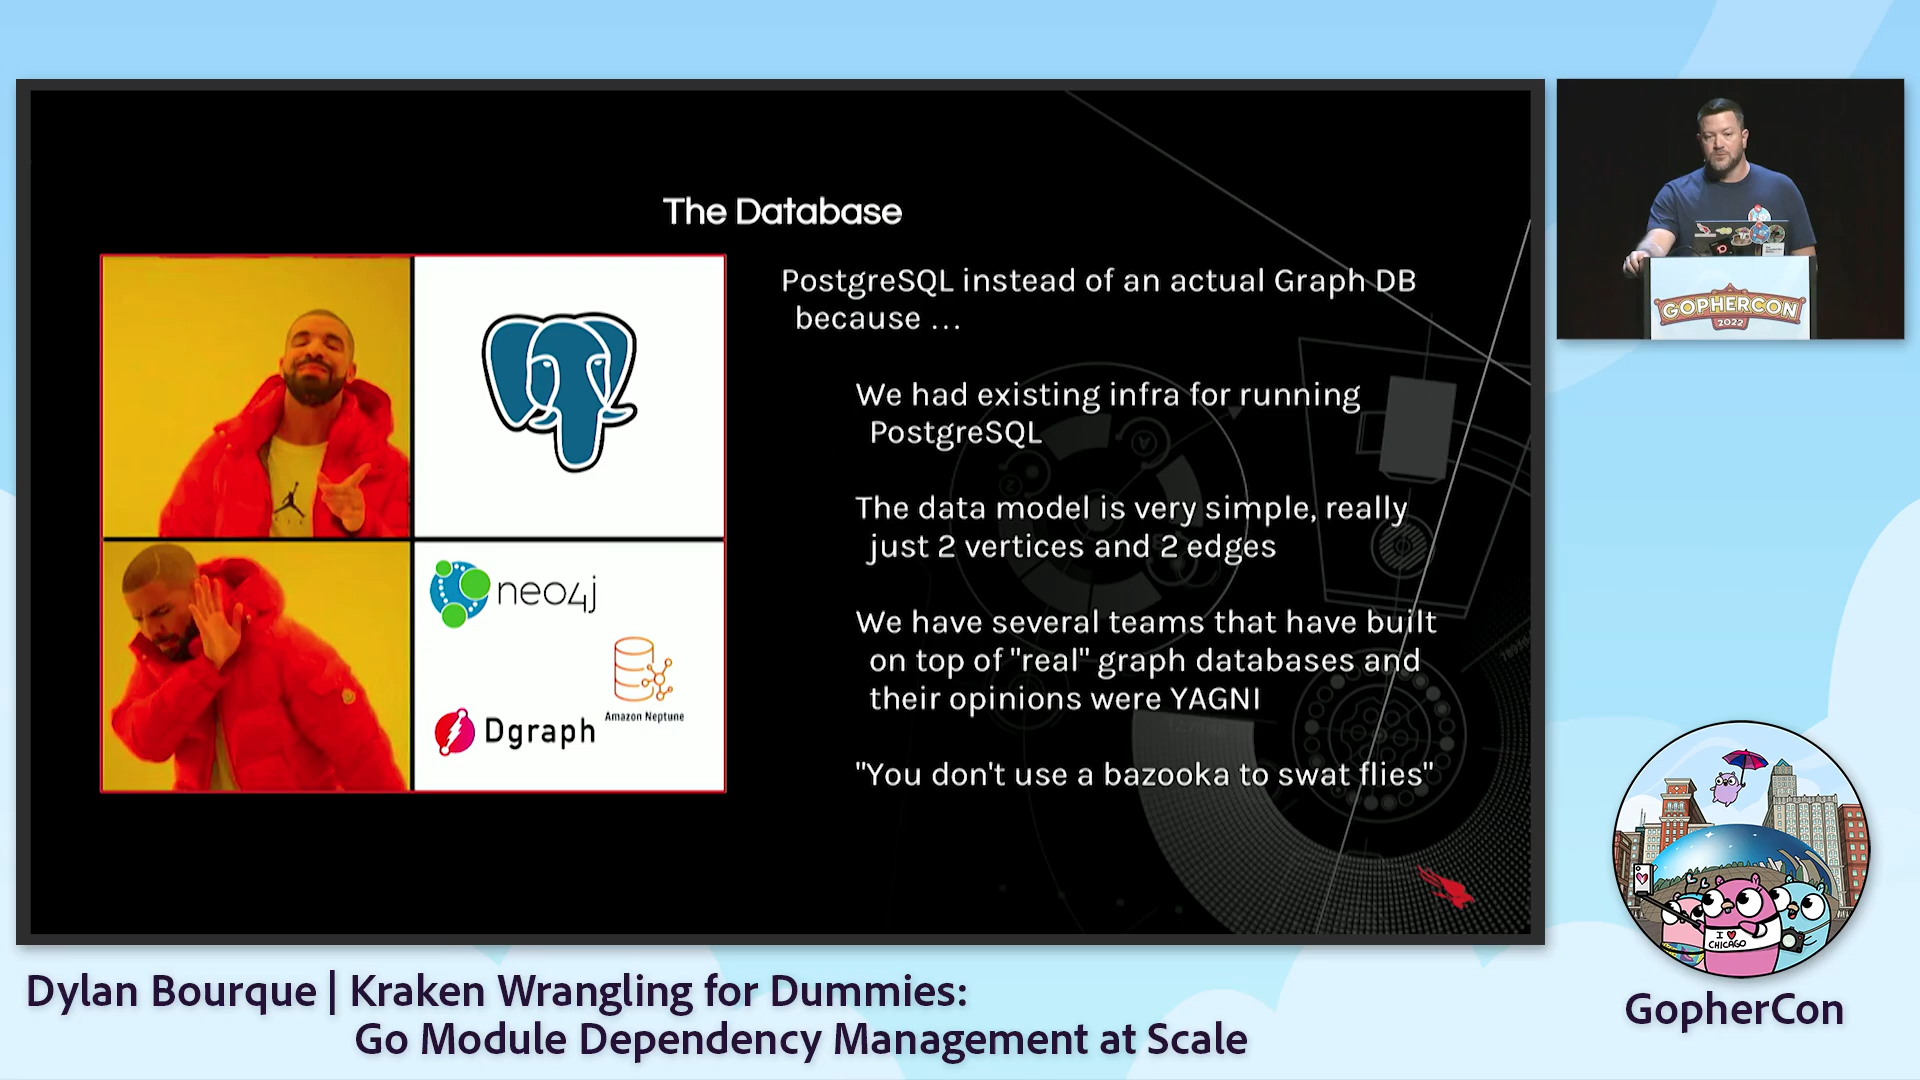 The Database
PostgreSQL instead of an actual Graph DB
because ...
We had existing infra for running
PostgreSQL
The data model is very simple, really
just 2 vertices and 2 edges
We have several teams that have built
on top of "real" graph databases and
their opinions were YAGNI
"You don't use a bazooka to swat flies"
neo4j
Amazon Neptune
Dgraph
GOPHERCON
2022
I ♥
CHICAGO
GopherCon
Dylan Bourque | Kraken Wrangling for Dummies:
Go Module Dependency Management at Scale